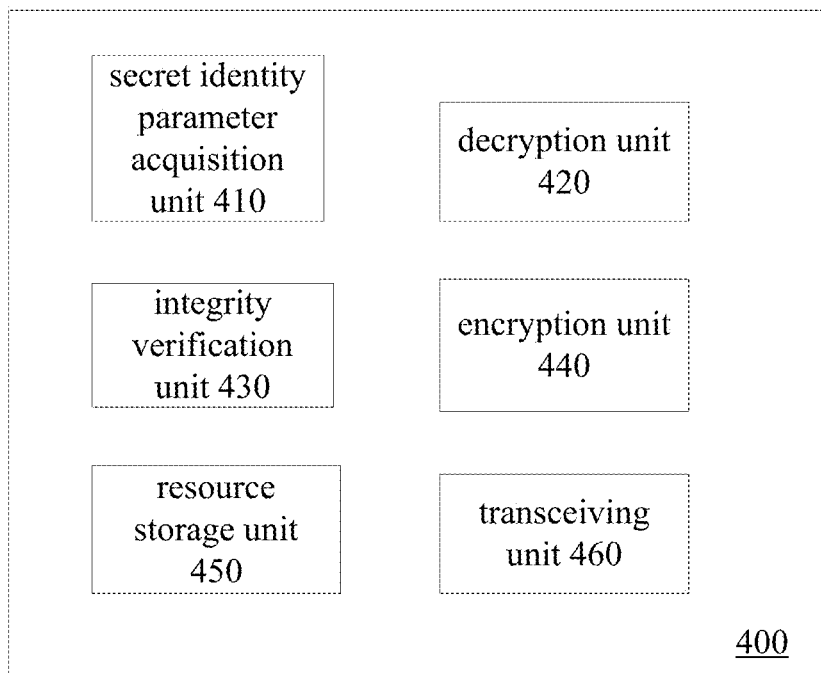 secret identity
parameter
acquisition
unit 410
decryption unit
420
integrity
verification
unit 430
encryption unit
440
resource
storage unit
450
transceiving
unit 460
400